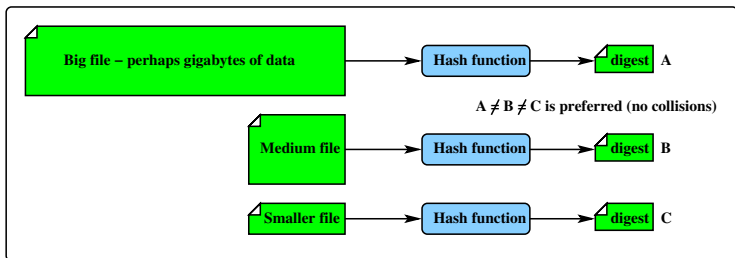 Big file – perhaps gigabytes of data Hash function digest A
A ≠ B ≠ C is preferred (no collisions)
Medium file Hash function digest B
Smaller file Hash function digest C